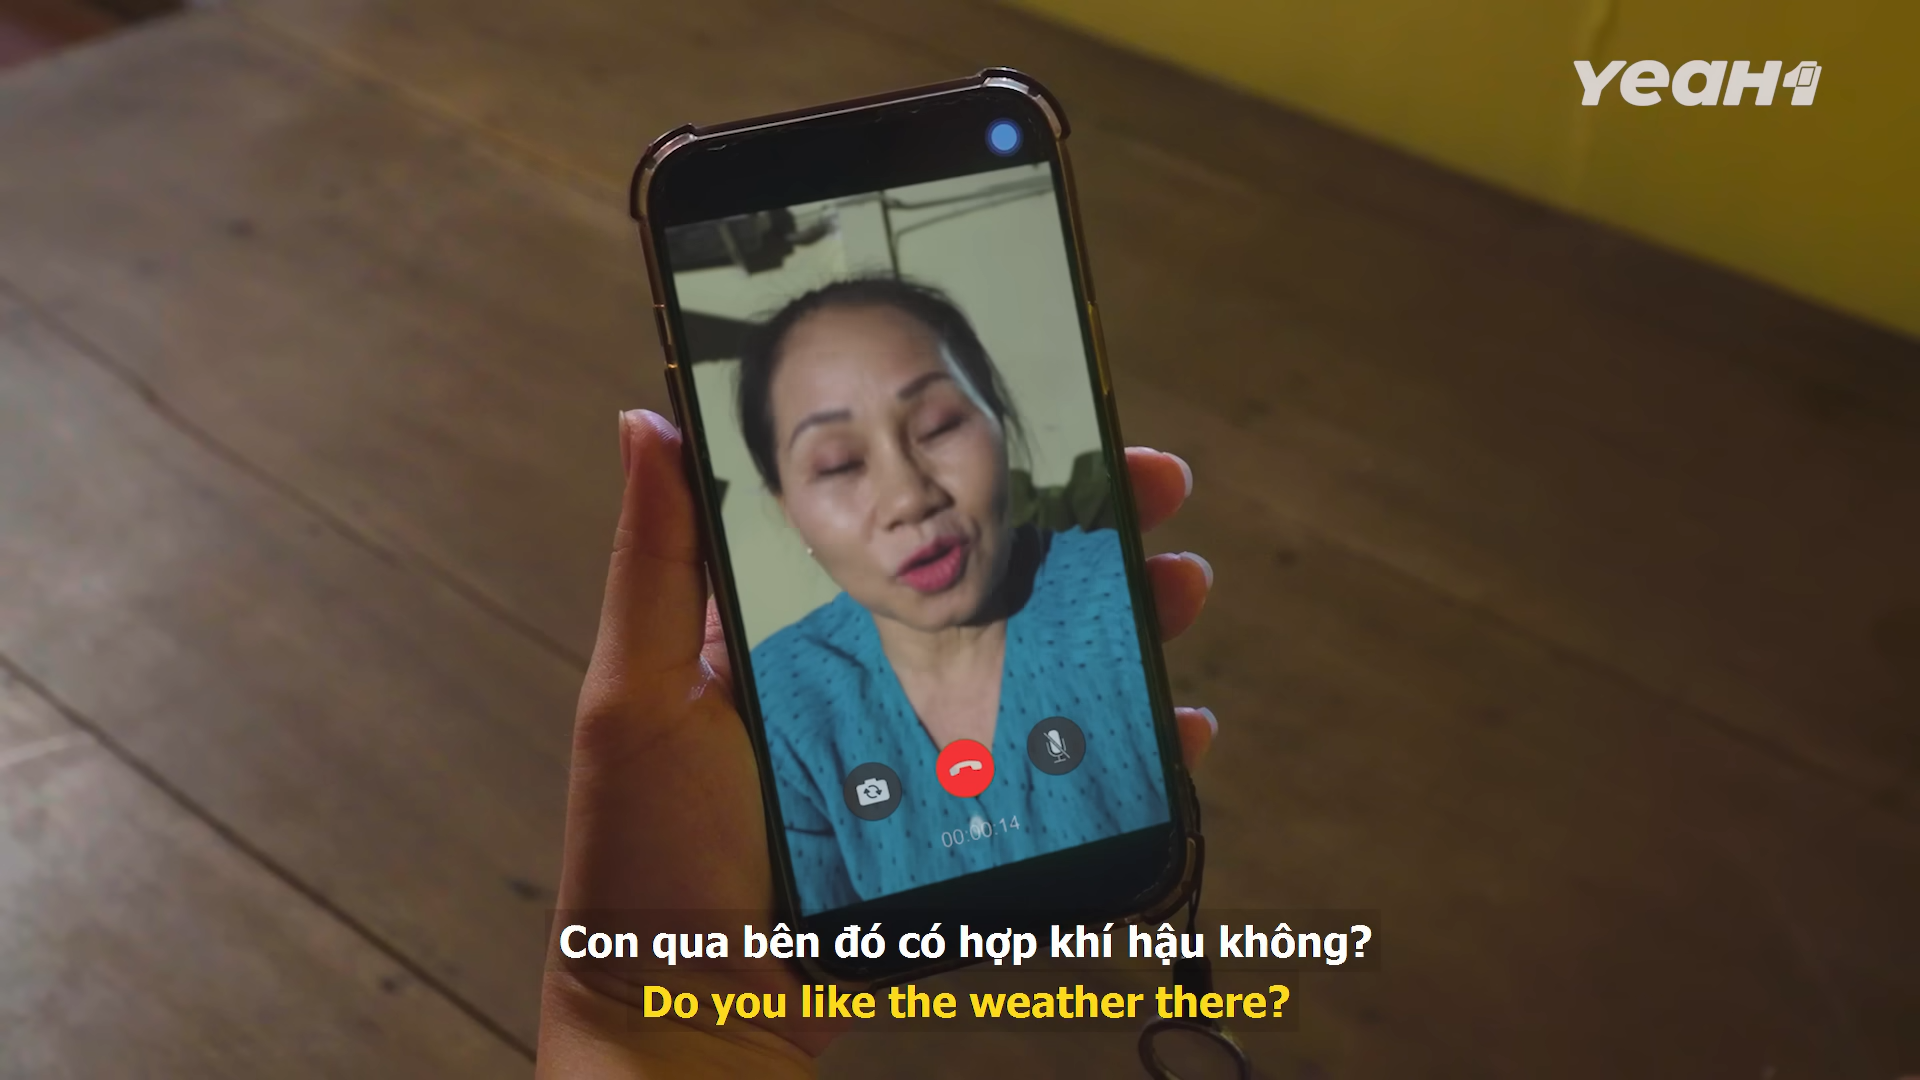 YeaH1
00:00:14
Con qua bên đó có hợp khí hậu không?
Do you like the weather there?